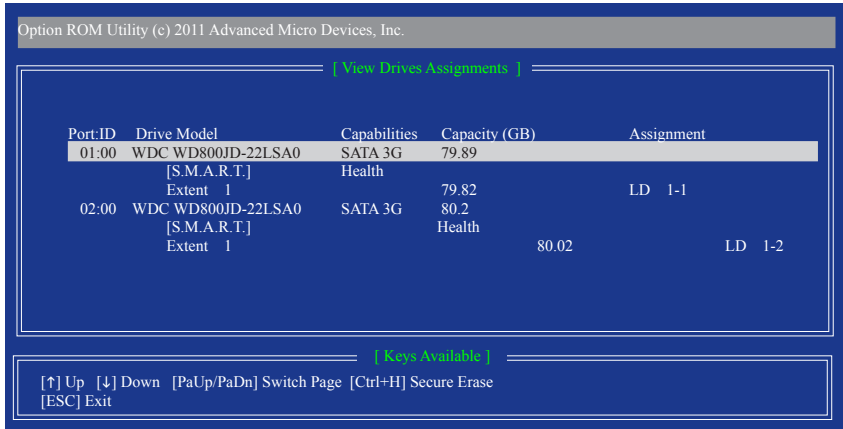 Option ROM Utility (c) 2011 Advanced Micro Devices, Inc.
[ View Drives Assignments ]
Port:ID Drive Model Capabilities Capacity (GB) Assignment
01:00 WDC WD800JD-22LSA0 SATA 3G 79.89
[S.M.A.R.T.] Health
Extent 1 79.82 LD 1-1
02:00 WDC WD800JD-22LSA0 SATA 3G 80.2
[S.M.A.R.T.] Health
Extent 1 80.02 LD 1-2
[ Keys Available ]
[↑] Up [↓] Down [PaUp/PaDn] Switch Page [Ctrl+H] Secure Erase
[ESC] Exit